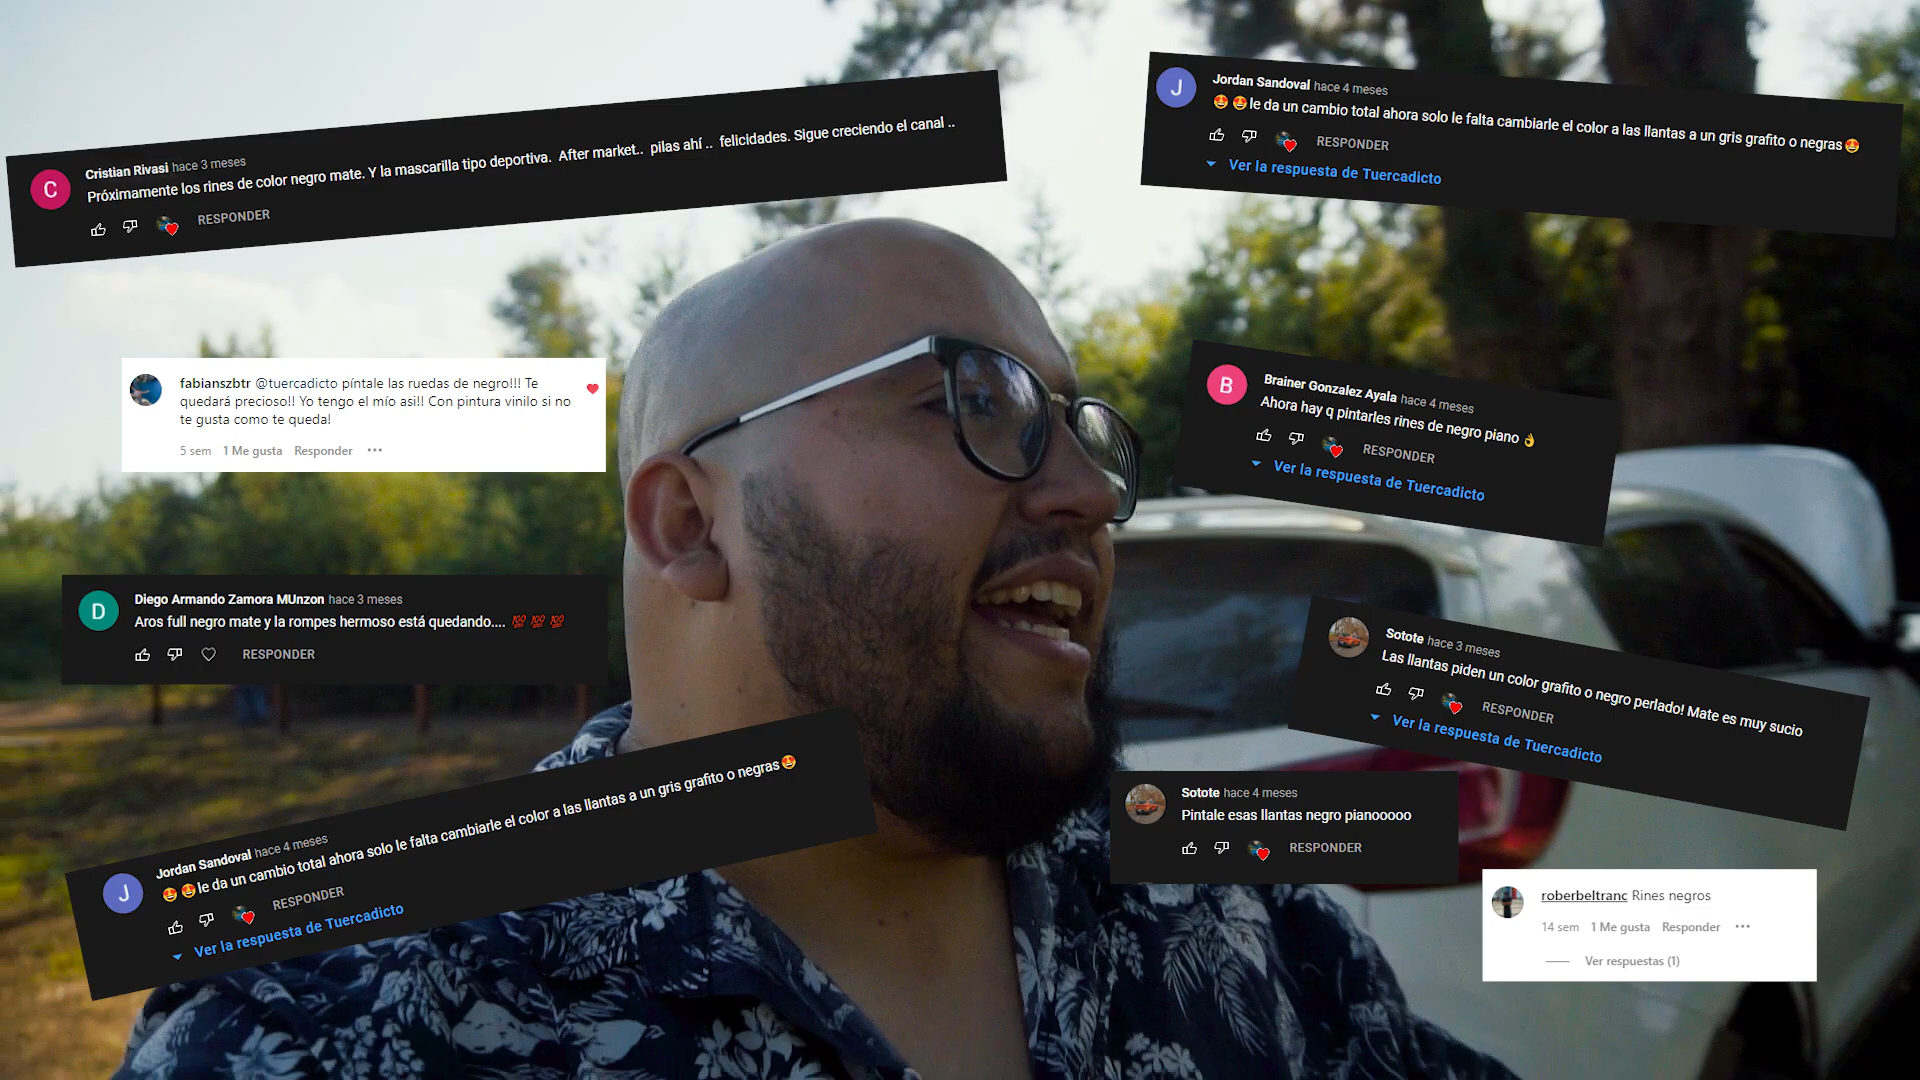 Cristian Rivasi hace 3 meses
Próximamente los rines de color negro mate. Y la mascarilla tipo deportiva. After market.. pilas ahí .. felicidades. Sigue creciendo el canal ..
RESPONDER
Jordan Sandoval hace 4 meses
🤩 🤩le da un cambio total ahora solo le falta cambiarle el color a las llantas a un gris grafito o negras🤩
RESPONDER
Ver la respuesta de Tuercadicto
fabianszbtr @tuercadicto píntale las ruedas de negro!!! Te
quedará precioso!! Yo tengo el mío asi!! Con pintura vinilo si no
te gusta como te queda!
5 sem 1 Me gusta Responder ···
Brainer Gonzalez Ayala hace 4 meses
Ahora hay q pintarles rines de negro piano 👌
RESPONDER
Ver la respuesta de Tuercadicto
Diego Armando Zamora MUnzon hace 3 meses
Aros full negro mate y la rompes hermoso está quedando.... 💯 💯 💯
RESPONDER
Sotote hace 3 meses
Las llantas piden un color grafito o negro perlado! Mate es muy sucio
RESPONDER
Ver la respuesta de Tuercadicto
Jordan Sandoval hace 4 meses
🤩 🤩le da un cambio total ahora solo le falta cambiarle el color a las llantas a un gris grafito o negras🤩
RESPONDER
Ver la respuesta de Tuercadicto
Sotote hace 4 meses
Pintale esas llantas negro pianooooo
RESPONDER
roberbeltranc Rines negros
14 sem 1 Me gusta Responder ···
Ver respuestas (1)
C
J
B
D
J